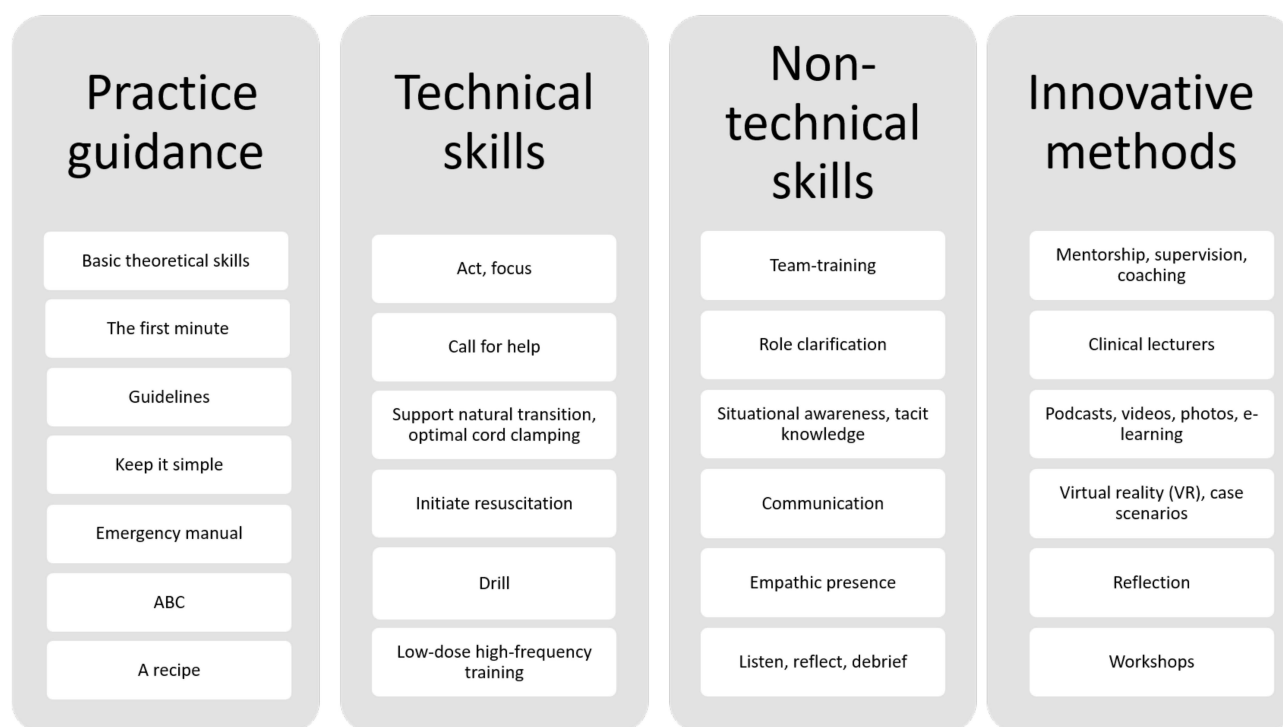 Practice
guidance
Basic theoretical skills
The first minute
Guidelines
Keep it simple
Emergency manual
ABC
A recipe
Technical
skills
Act, focus
Call for help
Support natural transition,
optimal cord clamping
Initiate resuscitation
Drill
Low-dose high-frequency
training
Non-
technical
skills
Team-training
Role clarification
Situational awareness, tacit
knowledge
Communication
Empathic presence
Listen, reflect, debrief
Innovative
methods
Mentorship, supervision,
coaching
Clinical lecturers
Podcasts, videos, photos, e-
learning
Virtual reality (VR), case
scenarios
Reflection
Workshops